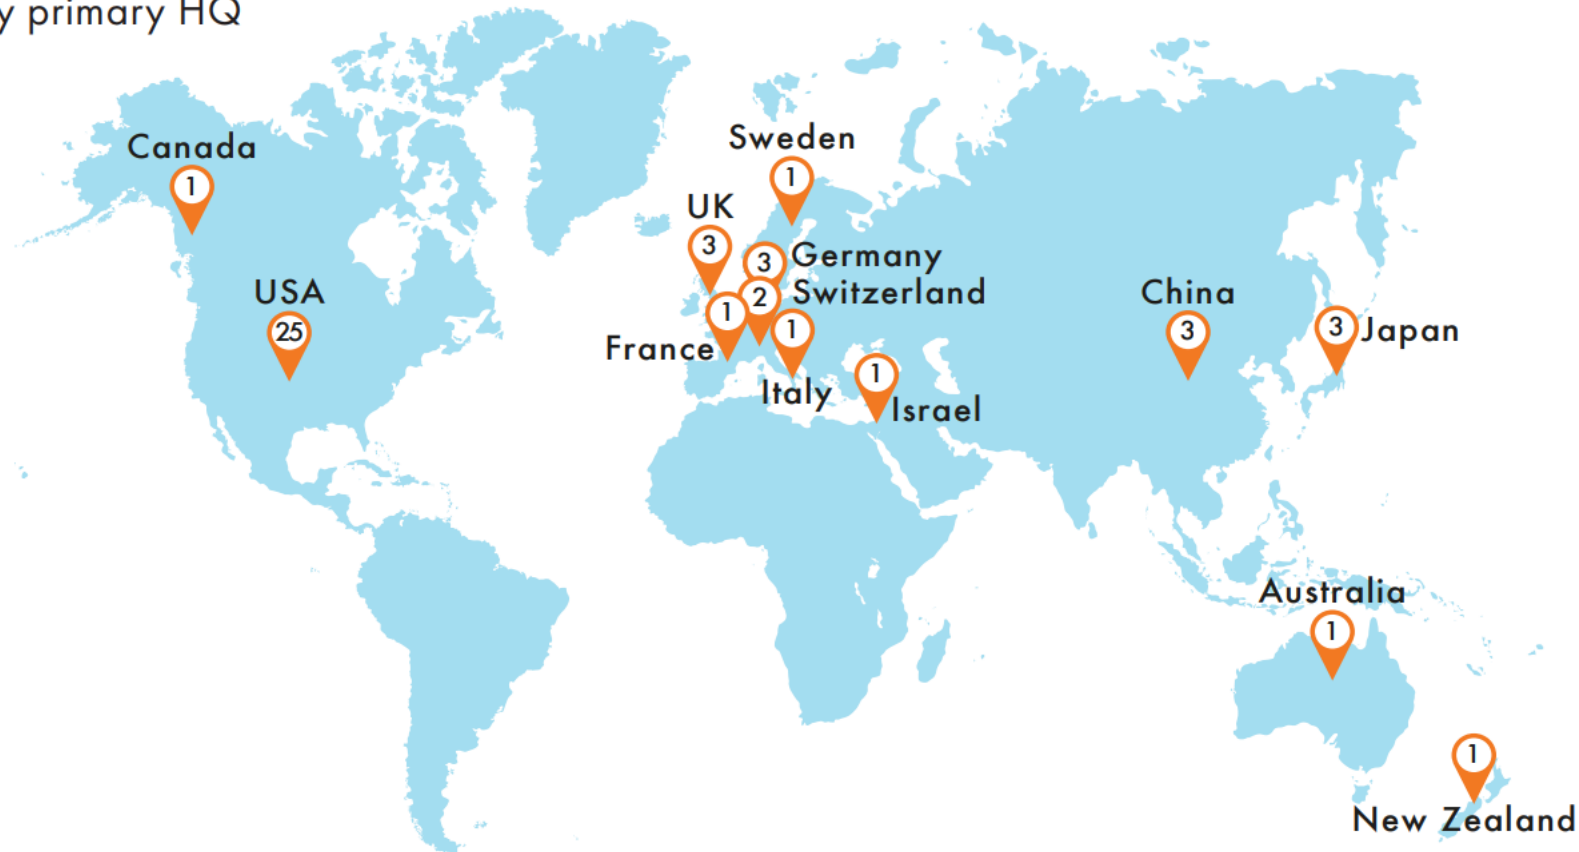 y primary HQ
Canada
1
Sweden
1
UK
3
3
Germany
USA
25
2
Switzerland
1
France
1
Italy
1
Israel
China
3
3
Japan
Australia
1
1
New Zealand